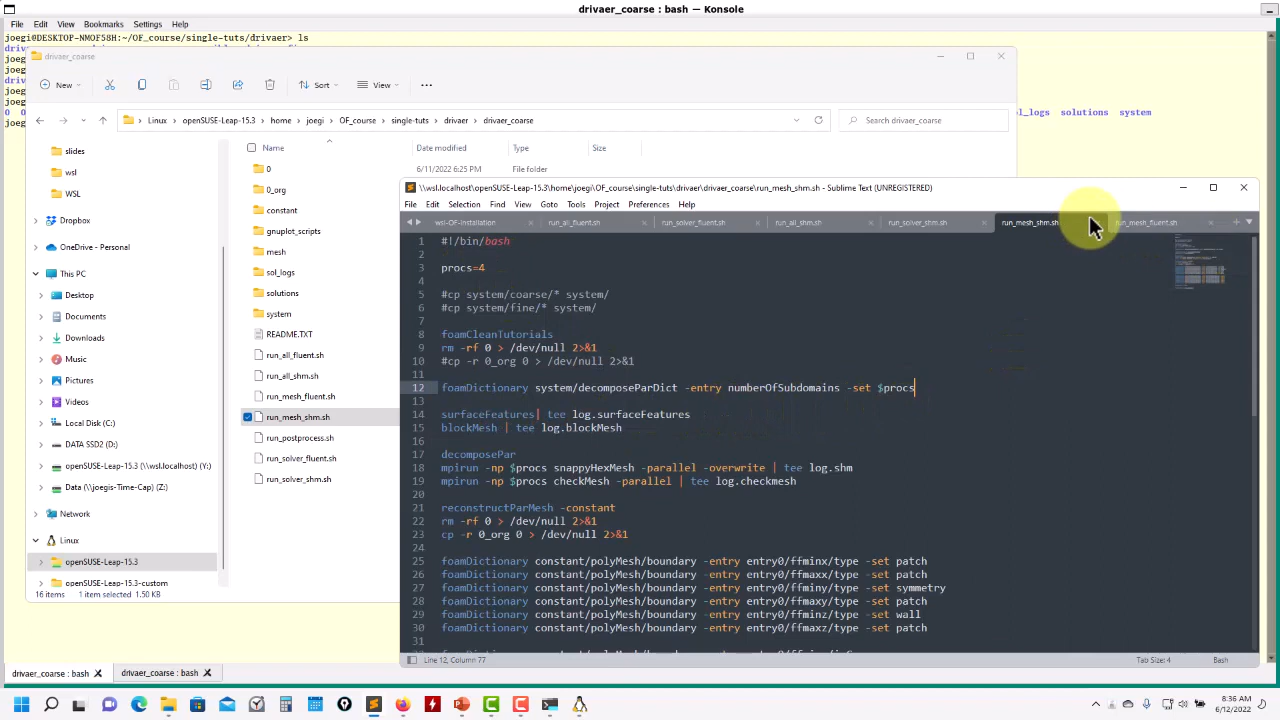 drivaer_coarse : bash — Konsole
File Edit View Bookmarks Settings Help
joegi@DESKTOP-NMOF58H:~/OF_course/single-tuts/drivaer> ls
ol_logs solutions system
drivaer_coarse
New
Sort
View
Linux > openSUSE-Leap-15.3 > home > joegi > OF_course > single-tuts > drivaer > drivaer_coarse
Search drivaer_coarse
slides
wsl
WSL
Dropbox
OneDrive - Personal
This PC
Desktop
Documents
Downloads
Music
Pictures
Videos
Local Disk (C:)
DATA SSD2 (D:)
openSUSE-Leap-15.3 (\\wsl.localhost) (Y:)
Data (\\joegis-Time-Cap) (Z:)
Network
Linux
openSUSE-Leap-15.3
openSUSE-Leap-15.3-custom
16 items 1 item selected 1.50 KB
Name Date modified Type Size
0 6/11/2022 6:25 PM File folder
0_org
constant
gnuplot_scripts
mesh
sol_logs
solutions
system
README.TXT
run_all_fluent.sh
run_all_shm.sh
run_mesh_fluent.sh
run_mesh_shm.sh
run_postprocess.sh
run_solver_fluent.sh
run_solver_shm.sh
\\wsl.localhost\openSUSE-Leap-15.3\home\joegi\OF_course\single-tuts\drivaer\drivaer_coarse\run_mesh_shm.sh - Sublime Text (UNREGISTERED)
File Edit Selection Find View Goto Tools Project Preferences Help
wsl-OF-Installation run_all_fluent.sh run_solver_fluent.sh run_all_shm.sh run_solver_shm.sh run_mesh_shm.sh run_mesh_fluent.sh
1 #!/bin/bash
2
3 procs=4
4
5 #cp system/coarse/* system/
6 #cp system/fine/* system/
7
8 foamCleanTutorials
9 rm -rf 0 > /dev/null 2>&1
10 #cp -r 0_org 0 > /dev/null 2>&1
11
12 foamDictionary system/decomposeParDict -entry numberOfSubdomains -set $procs
13
14 surfaceFeatures| tee log.surfaceFeatures
15 blockMesh | tee log.blockMesh
16
17 decomposePar
18 mpirun -np $procs snappyHexMesh -parallel -overwrite | tee log.shm
19 mpirun -np $procs checkMesh -parallel | tee log.checkmesh
20
21 reconstructParMesh -constant
22 rm -rf 0 > /dev/null 2>&1
23 cp -r 0_org 0 > /dev/null 2>&1
24
25 foamDictionary constant/polyMesh/boundary -entry entry0/ffminx/type -set patch
26 foamDictionary constant/polyMesh/boundary -entry entry0/ffmaxx/type -set patch
27 foamDictionary constant/polyMesh/boundary -entry entry0/ffminy/type -set symmetry
28 foamDictionary constant/polyMesh/boundary -entry entry0/ffmaxy/type -set patch
29 foamDictionary constant/polyMesh/boundary -entry entry0/ffminz/type -set wall
30 foamDictionary constant/polyMesh/boundary -entry entry0/ffmaxz/type -set patch
31
Line 12, Column 77 Tab Size: 4 Bash
drivaer_coarse : bash drivaer_coarse : bash
8:36 AM
6/12/2022